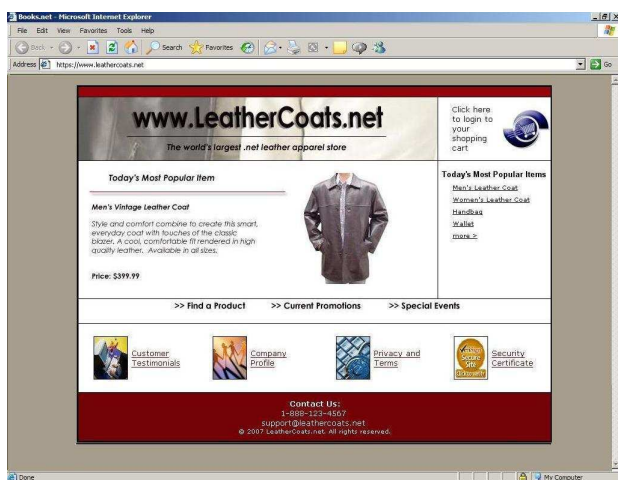 Books.net - Microsoft Internet Explorer
File Edit View Favorites Tools Help
Back Search Favorites
Address https://www.leathercoats.net Go
www.LeatherCoats.net
The world's largest .net leather apparel store
Click here
to login to
your
shopping
cart
Today's Most Popular Item
Men's Vintage Leather Coat
Style and comfort combine to create this smart,
everyday coat with touches of the classic
blazer. A cool, comfortable fit rendered in high
quality leather. Available in all sizes.
Price: $399.99
Today's Most Popular Items
Men's Leather Coat
Women's Leather Coat
Handbag
Wallet
more >
>> Find a Product >> Current Promotions >> Special Events
Customer
Testimonials
Company
Profile
Privacy and
Terms
Secure
Site
Security
Certificate
Contact Us:
1-888-123-4567
support@leathercoats.net
© 2007 LeatherCoats.net. All rights reserved.
Done My Computer